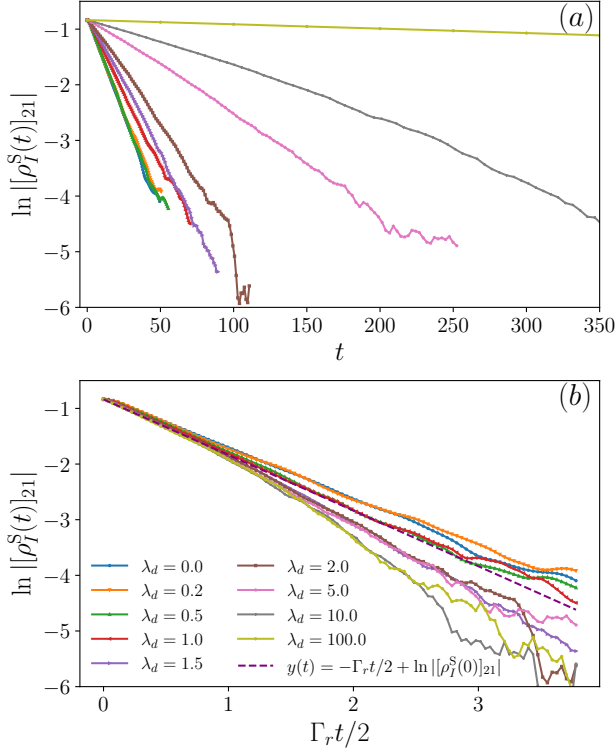 (a)
ln |[ρ_I^S(t)]_21|
−1
−2
−3
−4
−5
−6
0 50 100 150 200 250 300 350
t
(b)
ln |[ρ_I^S(t)]_21|
−1
−2
−3
−4
−5
−6
λ_d = 0.0
λ_d = 0.2
λ_d = 0.5
λ_d = 1.0
λ_d = 1.5
λ_d = 2.0
λ_d = 5.0
λ_d = 10.0
λ_d = 100.0
y(t) = −Γ_r t/2 + ln |[ρ_I^S(0)]_21|
0 1 2 3
Γ_r t/2